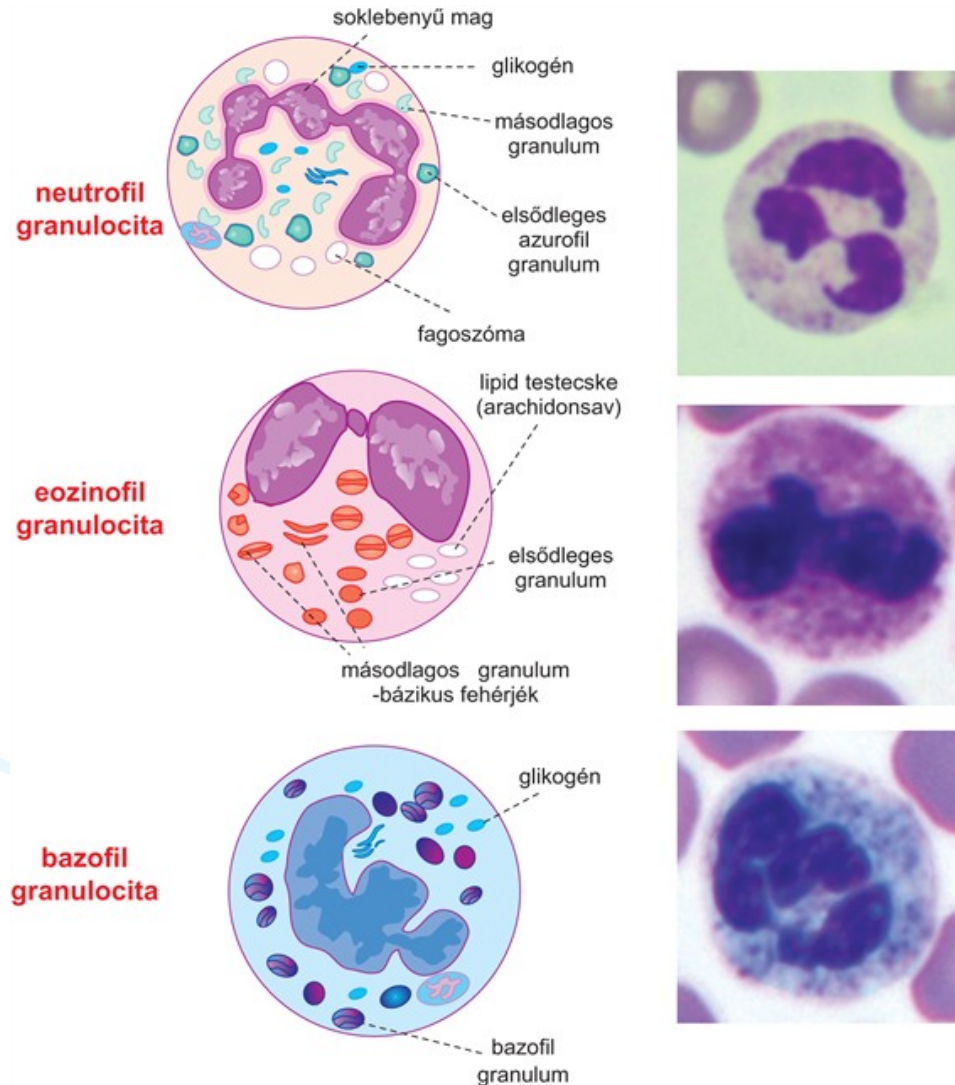 soklebenyű mag
glikogén
másodlagos
granulum
neutrofil
granulocita
elsődleges
azurofil
granulum
fagoszóma
lipid testecske
(arachidonsav)
eozinofil
granulocita
elsődleges
granulum
másodlagos granulum
-bázikus fehérjék
glikogén
bazofil
granulocita
bazofil
granulum